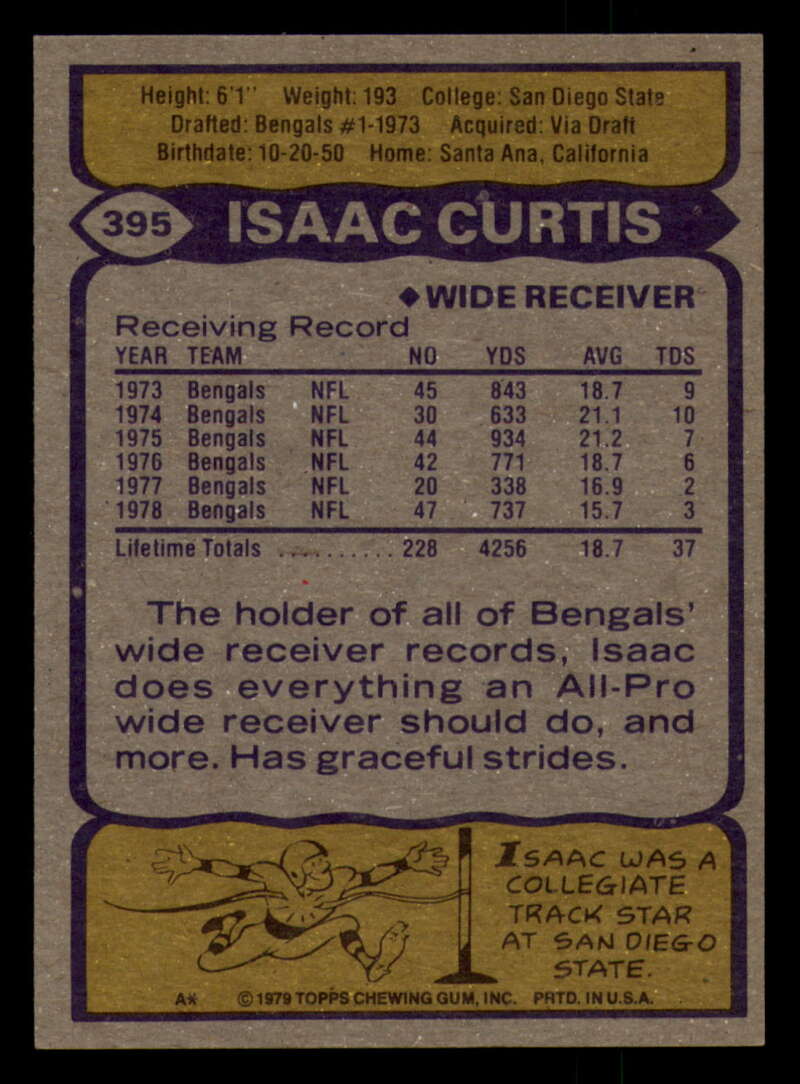 Height: 6'1" Weight: 193 College: San Diego State
Drafted: Bengals #1-1973 Acquired: Via Draft
Birthdate: 10-20-50 Home: Santa Ana, California
395 ISAAC CURTIS
♦ WIDE RECEIVER
Receiving Record
YEAR TEAM NO YDS AVG TDS
1973 Bengals NFL 45 843 18.7 9
1974 Bengals NFL 30 633 21.1 10
1975 Bengals NFL 44 934 21.2 7
1976 Bengals NFL 42 771 18.7 6
1977 Bengals NFL 20 338 16.9 2
1978 Bengals NFL 47 737 15.7 3
Lifetime Totals .......... 228 4256 18.7 37
The holder of all of Bengals'
wide receiver records, Isaac
does everything an All-Pro
wide receiver should do, and
more. Has graceful strides.
ISAAC WAS A
COLLEGIATE
TRACK STAR
AT SAN DIEGO
STATE.
A* © 1979 TOPPS CHEWING GUM, INC. PRTD. IN U.S.A.